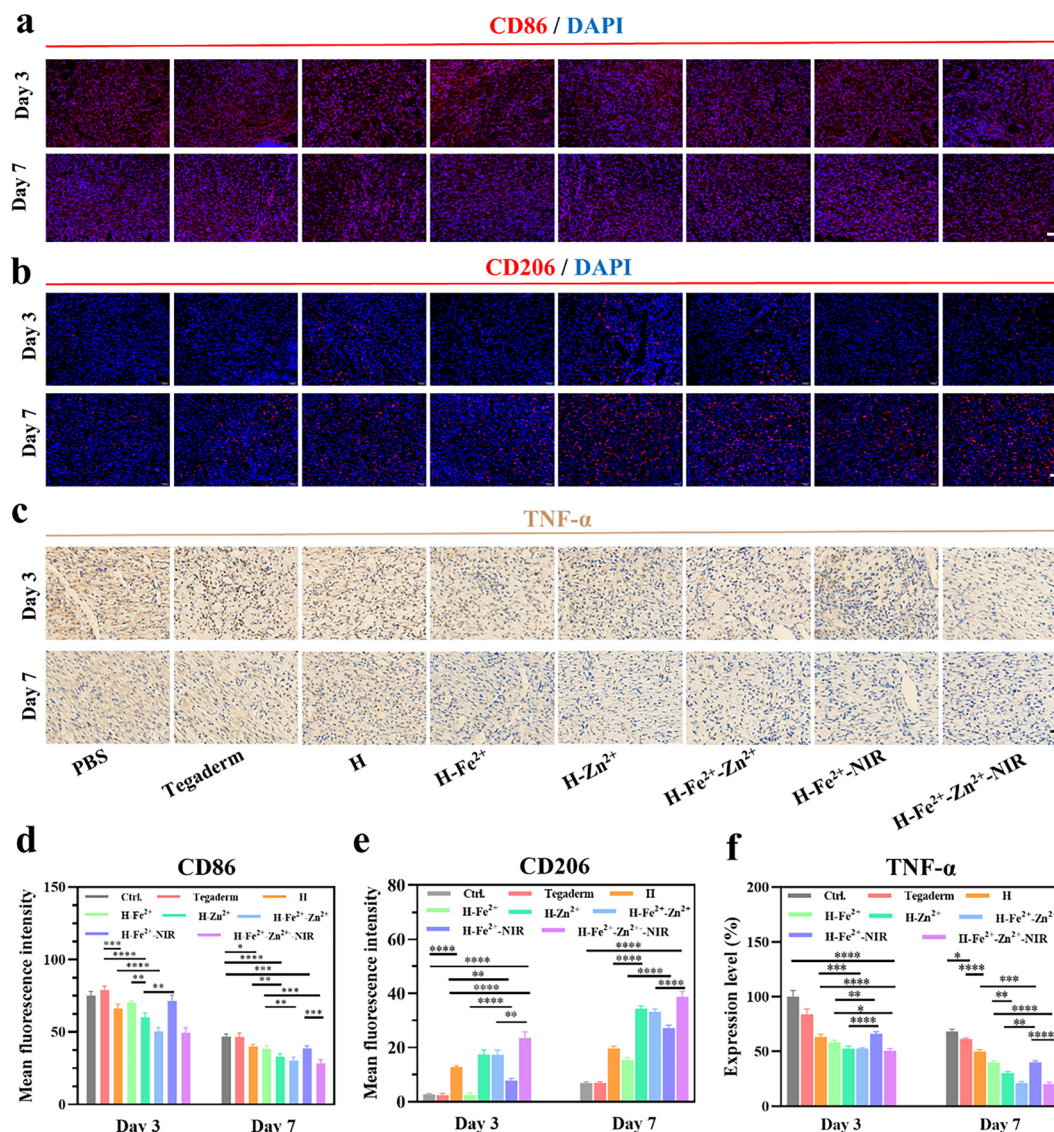 a
CD86 / DAPI
Day 3
Day 7
b
CD206 / DAPI
Day 3
Day 7
c
TNF-α
Day 3
Day 7
PBS
Tegaderm
H
H-Fe²⁺
H-Zn²⁺
H-Fe²⁺-Zn²⁺
H-Fe²⁺-NIR
H-Fe²⁺-Zn²⁺-NIR
d
CD86
Mean fluorescence intensity
150
100
50
0
Ctrl. Tegaderm H
H-Fe²⁺ H-Zn²⁺ H-Fe²⁺-Zn²⁺
H-Fe²⁺-NIR H-Fe²⁺-Zn²⁺-NIR
*** * **** **** **** *** ** ** *** ** ** ***
Day 3 Day 7
e
CD206
Mean fluorescence intensity
80
60
40
20
0
Ctrl. Tegaderm H
H-Fe²⁺ H-Zn²⁺ H-Fe²⁺-Zn²⁺
H-Fe²⁺-NIR H-Fe²⁺-Zn²⁺-NIR
**** **** **** **** ** **** **** **** **** **
Day 3 Day 7
f
TNF-α
Expression level (%)
200
150
100
50
0
Ctrl. Tegaderm H
H-Fe²⁺ H-Zn²⁺ H-Fe²⁺-Zn²
H-Fe²⁺-NIR H-Fe²⁺-Zn²⁺-NIR
**** * *** **** **** *** ** ** * **** **** ** ****
Day 3 Day 7